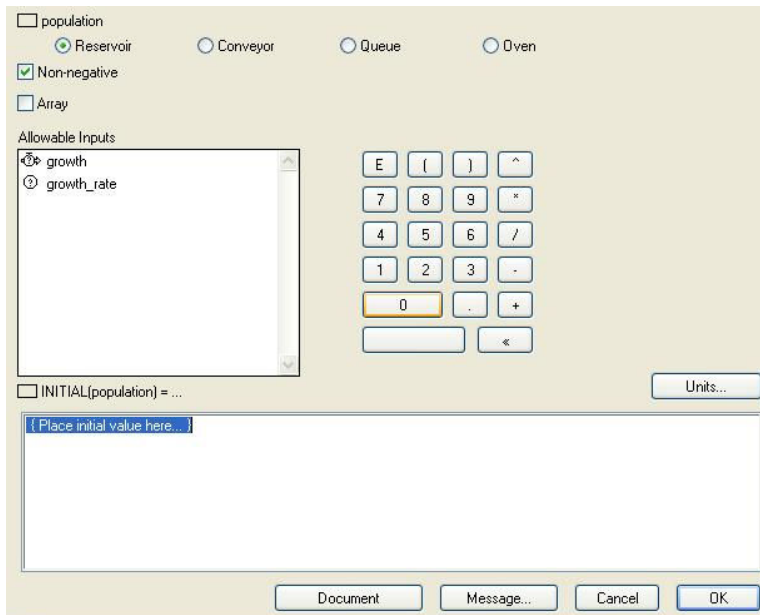 population
Reservoir Conveyor Queue Oven
Non-negative
Array
Allowable Inputs
growth
growth_rate
E ( ) ^
7 8 9 *
4 5 6 /
1 2 3 -
0 . +
«
Units...
INITIAL(population) = ...
{ Place initial value here... }
Document Message... Cancel OK